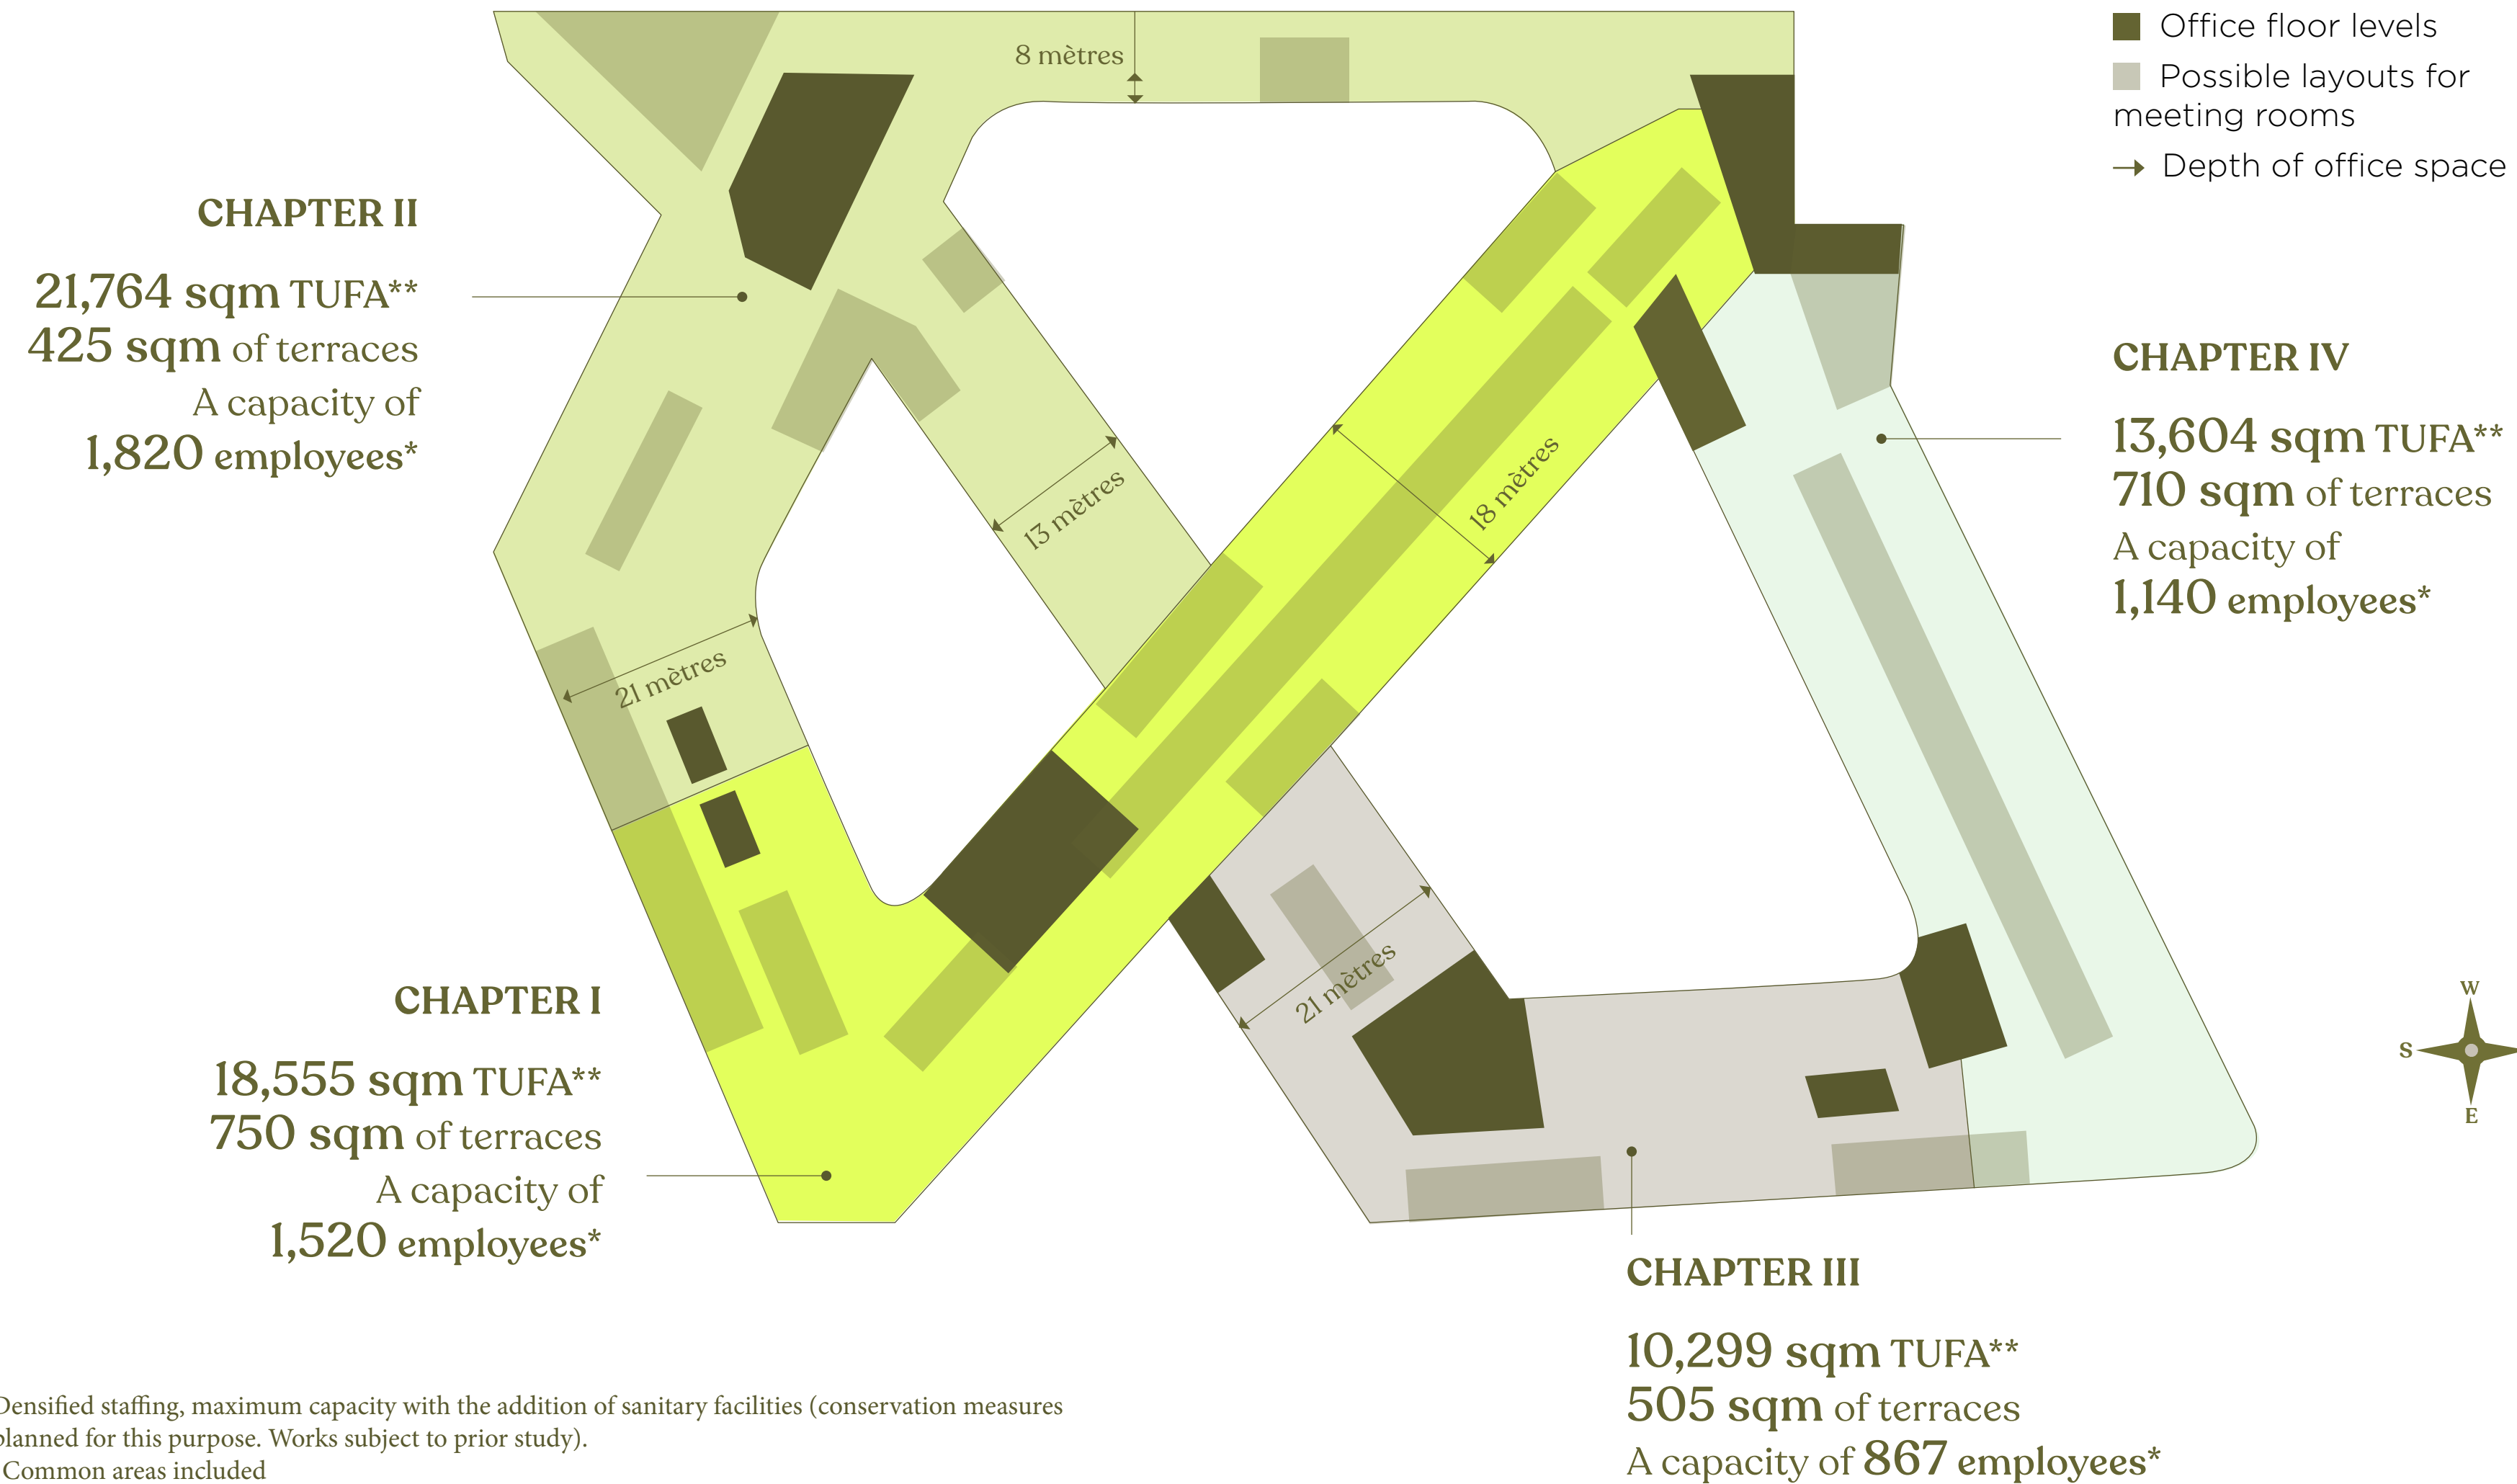 Office floor levels
Possible layouts for
meeting rooms
Depth of office space
8 mètres
CHAPTER II
21,764 sqm TUFA**
425 sqm of terraces
A capacity of
1,820 employees*
13 mètres
18 mètres
21 mètres
CHAPTER IV
13,604 sqm TUFA**
710 sqm of terraces
A capacity of
1,140 employees*
CHAPTER I
18,555 sqm TUFA**
750 sqm of terraces
A capacity of
1,520 employees*
21 mètres
W
S
E
CHAPTER III
10,299 sqm TUFA**
505 sqm of terraces
A capacity of 867 employees*
Densified staffing, maximum capacity with the addition of sanitary facilities (conservation measures
planned for this purpose. Works subject to prior study).
Common areas included